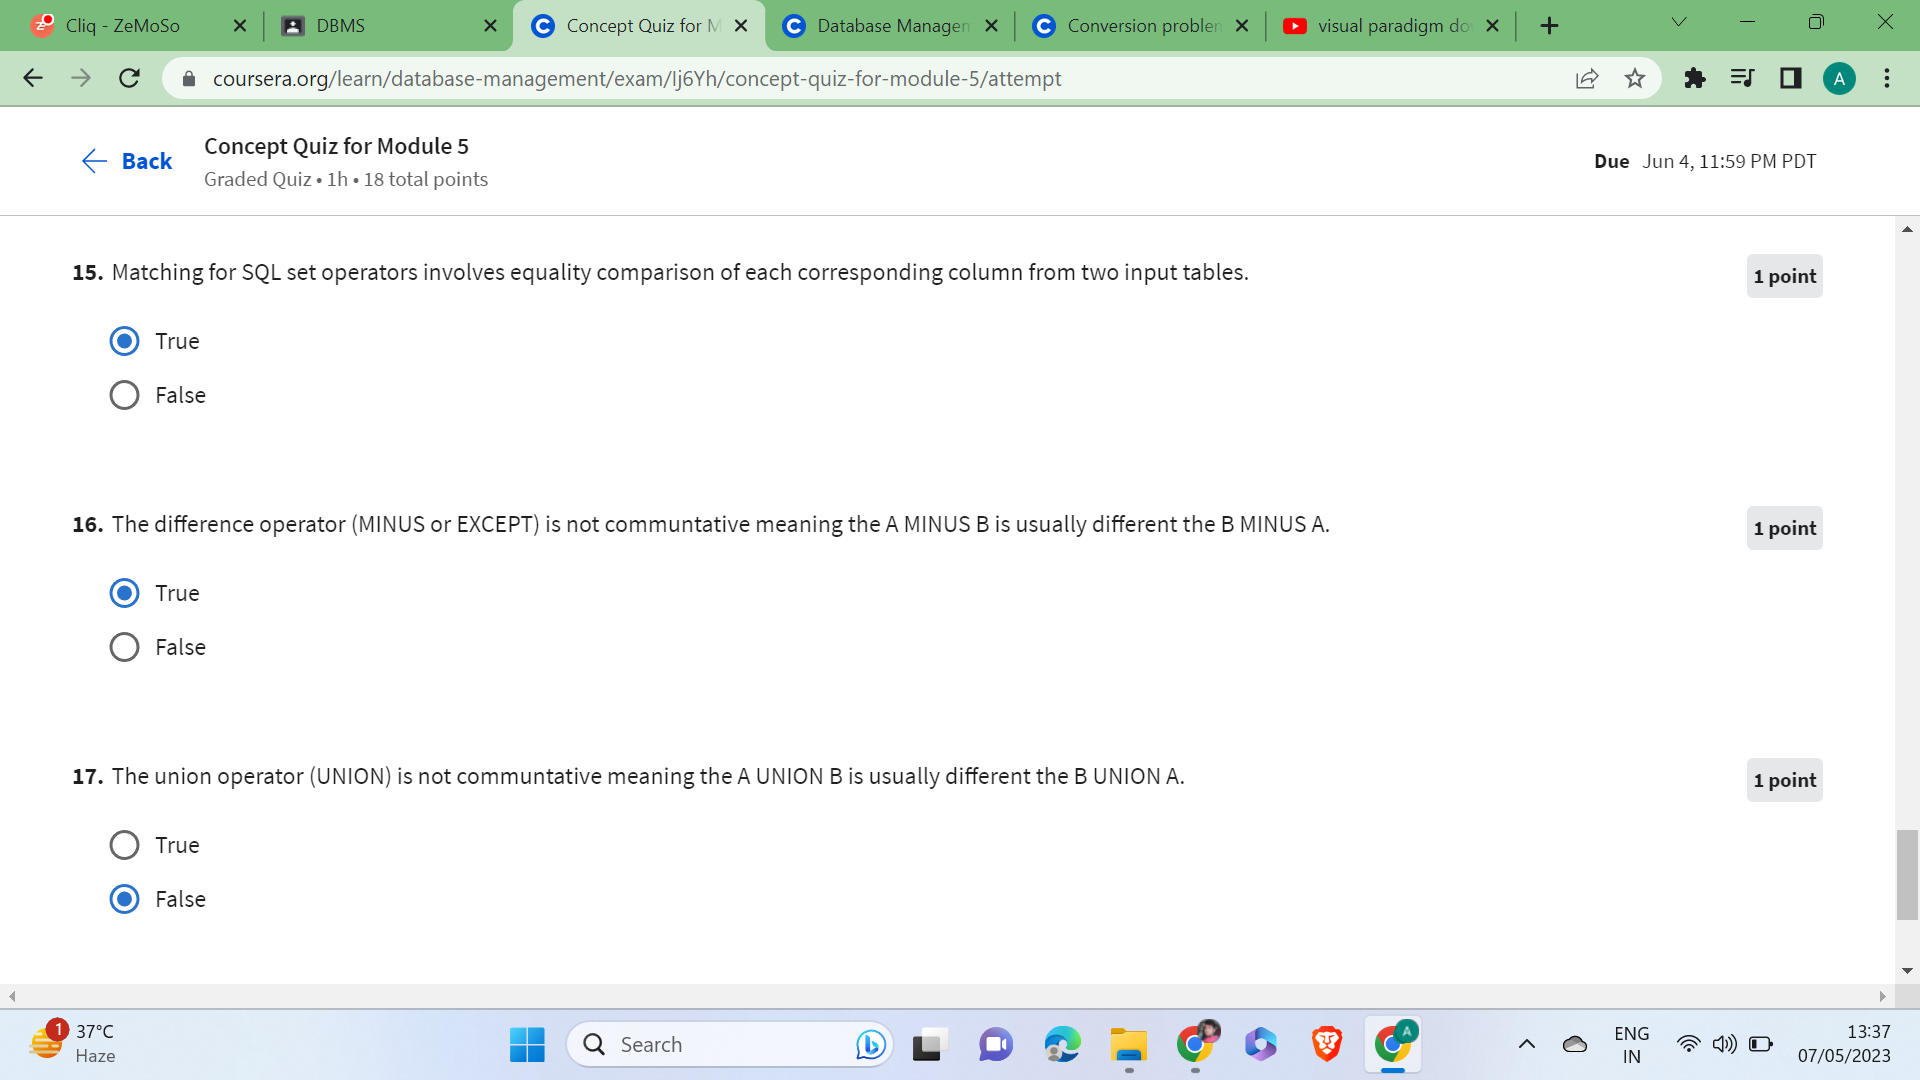 Cliq - ZeMoSo
DBMS
Concept Quiz for M
Database Managem
Conversion problem
visual paradigm do
coursera.org/learn/database-management/exam/Ij6Yh/concept-quiz-for-module-5/attempt
A
Back
Concept Quiz for Module 5
Graded Quiz • 1h • 18 total points
Due Jun 4, 11:59 PM PDT
15. Matching for SQL set operators involves equality comparison of each corresponding column from two input tables.
1 point
True
False
16. The difference operator (MINUS or EXCEPT) is not communtative meaning the A MINUS B is usually different the B MINUS A.
1 point
True
False
17. The union operator (UNION) is not communtative meaning the A UNION B is usually different the B UNION A.
1 point
True
False
1
37°C
Haze
Search
A
ENG
IN
13:37
07/05/2023